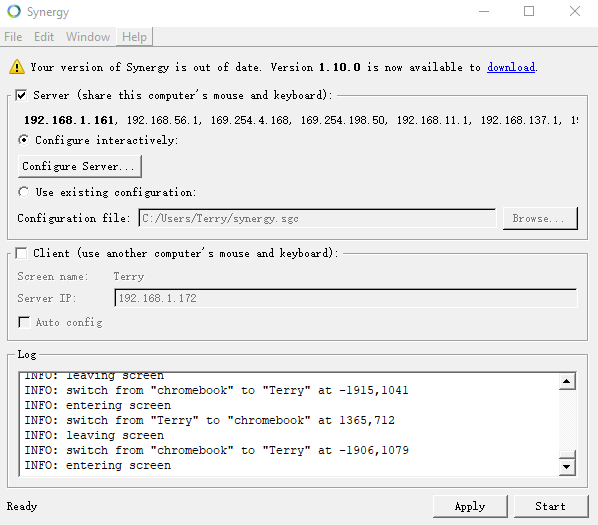 Synergy
File Edit Window Help
Your version of Synergy is out of date. Version 1.10.0 is now available to download.
Server (share this computer's mouse and keyboard):
192.168.1.161, 192.168.56.1, 169.254.4.168, 169.254.198.50, 192.168.11.1, 192.168.137.1,
Configure interactively:
Configure Server...
Use existing configuration:
Configuration file: C:/Users/Terry/synergy.sgc Browse...
Client (use another computer's mouse and keyboard):
Screen name: Terry
Server IP: 192.168.1.172
Auto config
Log
INFO: leaving screen
INFO: switch from "chromebook" to "Terry" at -1915,1041
INFO: entering screen
INFO: switch from "Terry" to "chromebook" at 1365,712
INFO: leaving screen
INFO: switch from "chromebook" to "Terry" at -1906,1079
INFO: entering screen
Ready Apply Start